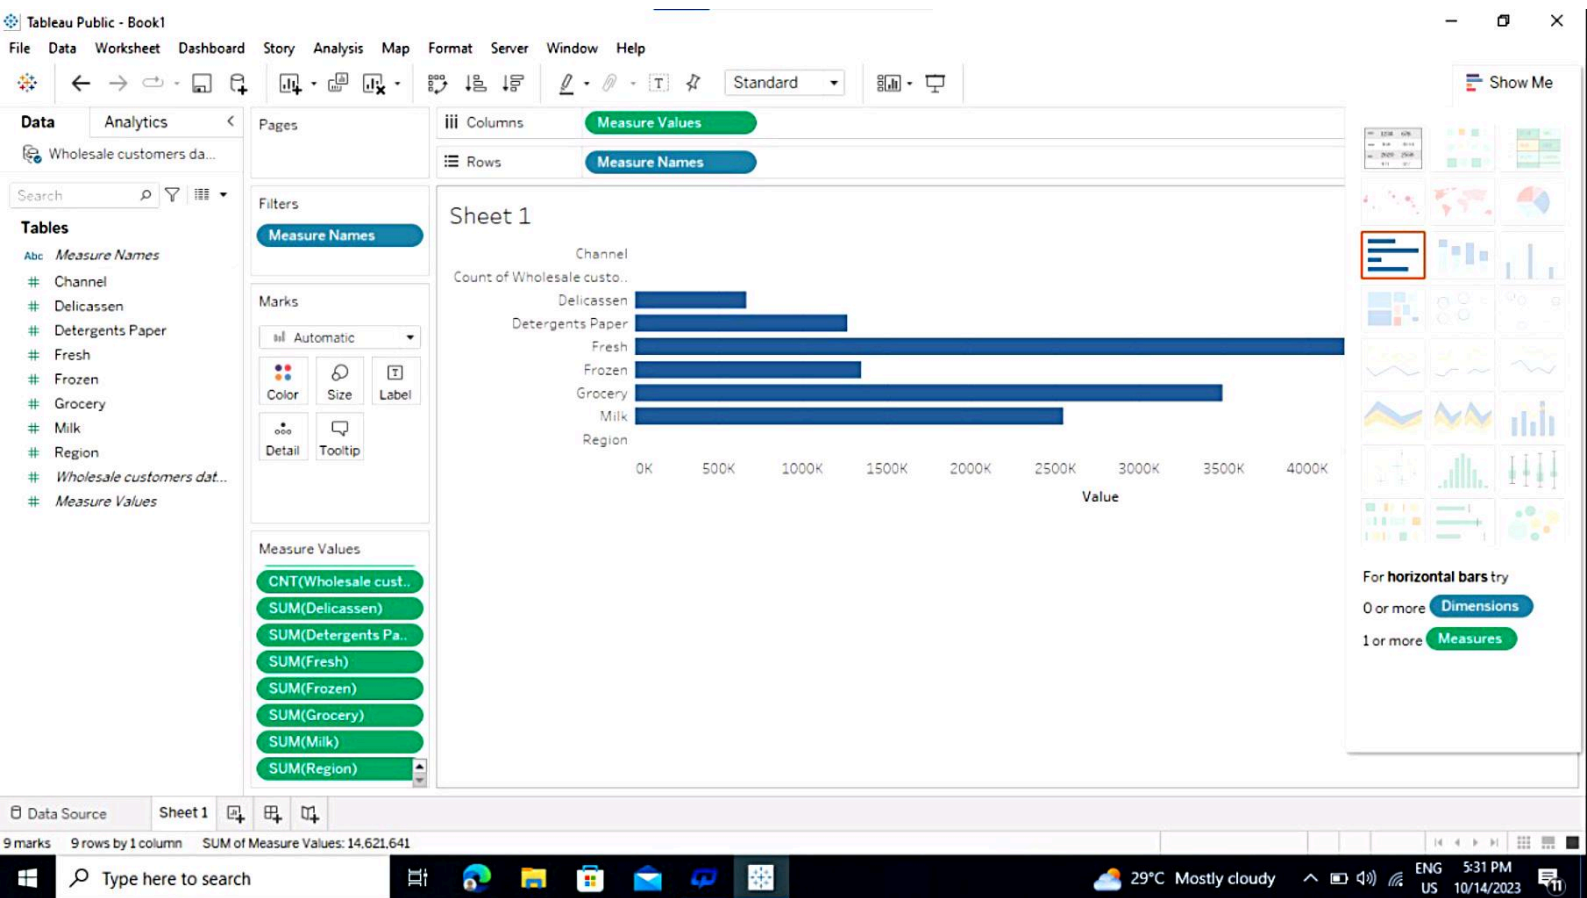 Tableau Public - Book1
File Data Worksheet Dashboard Story Analysis Map Format Server Window Help
Standard
Show Me
Data Analytics
Wholesale customers da...
Search
Tables
Abc Measure Names
# Channel
# Delicassen
# Detergents Paper
# Fresh
# Frozen
# Grocery
# Milk
# Region
# Wholesale customers dat...
# Measure Values
Pages
Filters
Measure Names
Marks
Automatic
Color Size Label
Detail Tooltip
Measure Values
CNT(Wholesale cust..
SUM(Delicassen)
SUM(Detergents Pa..
SUM(Fresh)
SUM(Frozen)
SUM(Grocery)
SUM(Milk)
SUM(Region)
iii Columns Measure Values
Rows Measure Names
Sheet 1
Channel
Count of Wholesale custo..
Delicassen
Detergents Paper
Fresh
Frozen
Grocery
Milk
Region
0K 500K 1000K 1500K 2000K 2500K 3000K 3500K 4000K
Value
For horizontal bars try
0 or more Dimensions
1 or more Measures
Data Source Sheet 1
9 marks 9 rows by 1 column SUM of Measure Values: 14,621,641
Type here to search
29°C Mostly cloudy
ENG
US
5:31 PM
10/14/2023
11